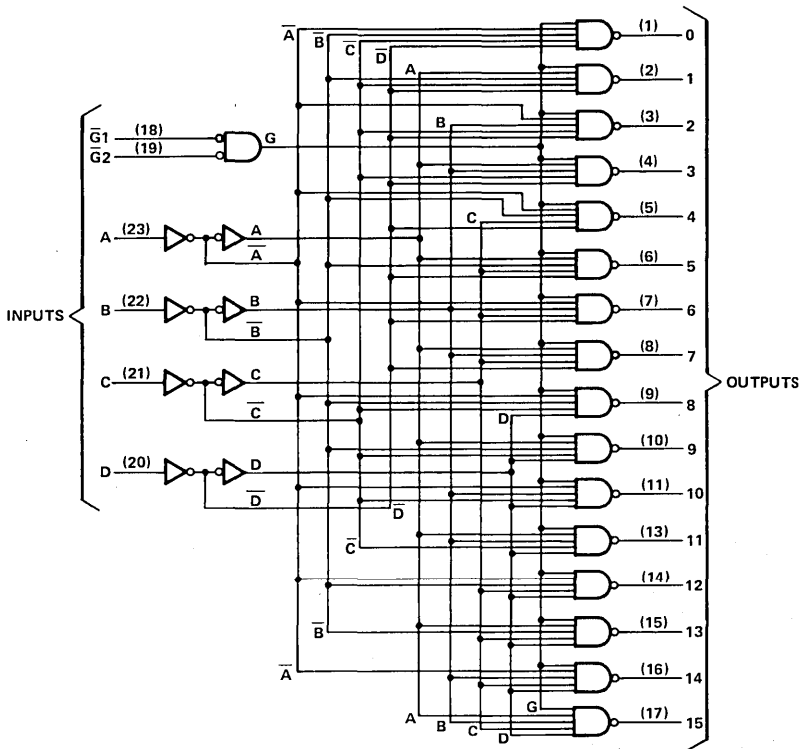 A̅
B̅
C̅
D̅
A
(1) 0
(2) 1
B
(3) 2
G̅1 (18)
G
G̅2 (19)
(4) 3
C
(5) 4
A (23)
A
A̅
(6) 5
INPUTS
B (22)
B
B̅
(7) 6
(8) 7
C (21)
C
C̅
OUTPUTS
(9) 8
D
(10) 9
D (20)
D
D̅
D̅
(11) 10
C̅
(13) 11
(14) 12
B̅
(15) 13
A̅
(16) 14
G
A
B
C
D
(17) 15